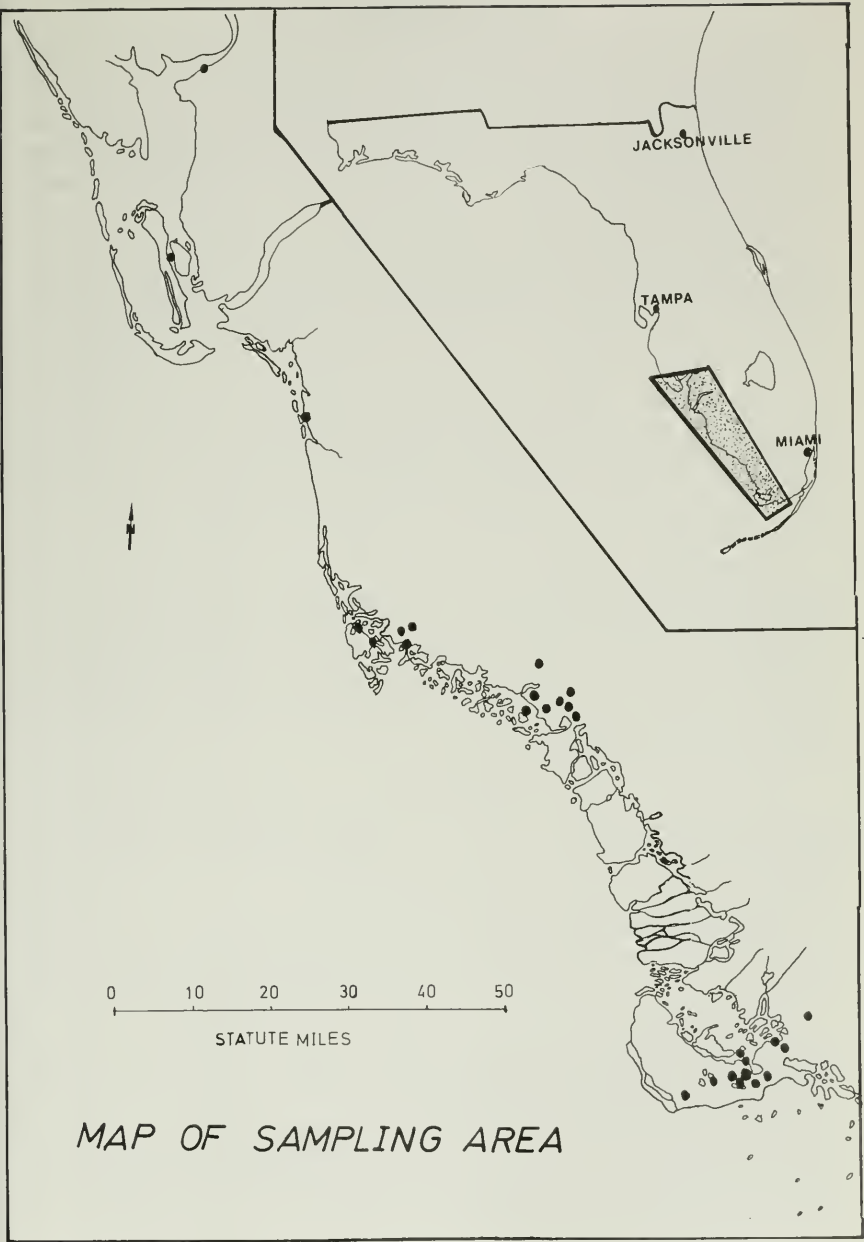 JACKSONVILLE
TAMPA
MIAMI
N
0 10 20 30 40 50
STATUTE MILES
MAP OF SAMPLING AREA